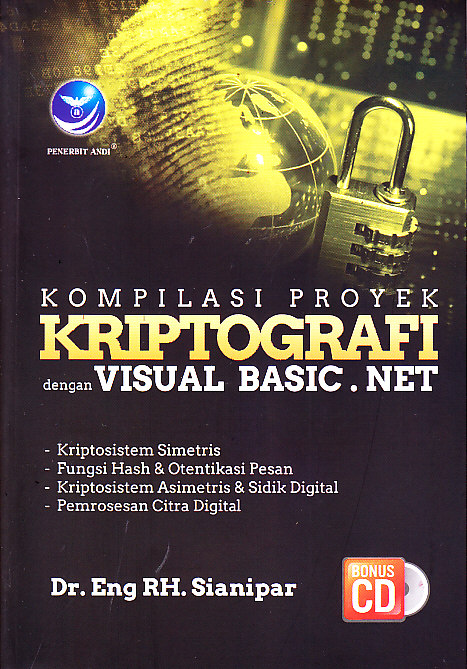 PENERBIT ANDI®
KOMPILASI PROYEK
KRIPTOGRAFI
dengan VISUAL BASIC . NET
- Kriptosistem Simetris
- Fungsi Hash & Otentikasi Pesan
- Kriptosistem Asimetris & Sidik Digital
- Pemrosesan Citra Digital
Dr. Eng RH. Sianipar
BONUS
CD